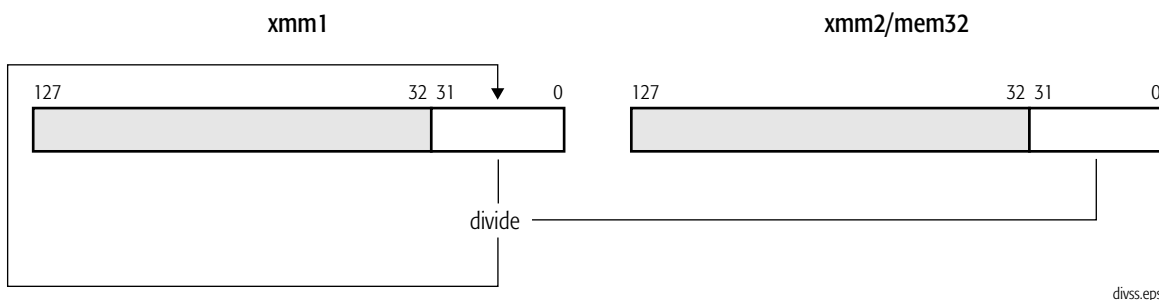 xmm1 xmm2/mem32
127 32 31 0 127 32 31 0
divide
divss.eps